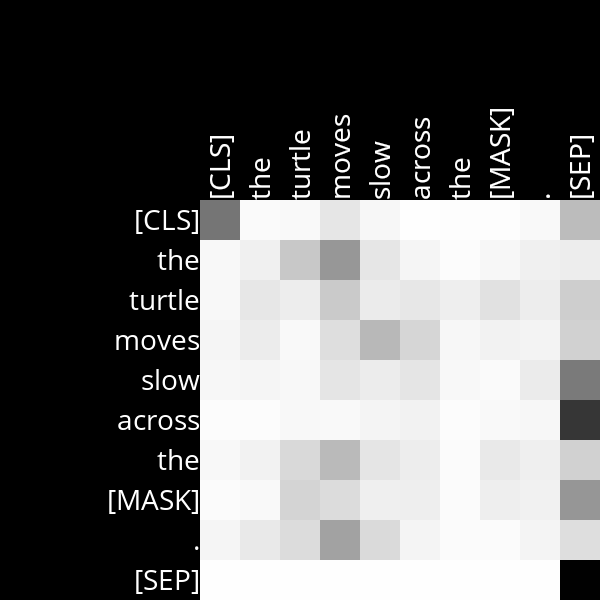 [CLS] the turtle moves slow across the [MASK] . [SEP]
[CLS]
the
turtle
moves
slow
across
the
[MASK]
.
[SEP]